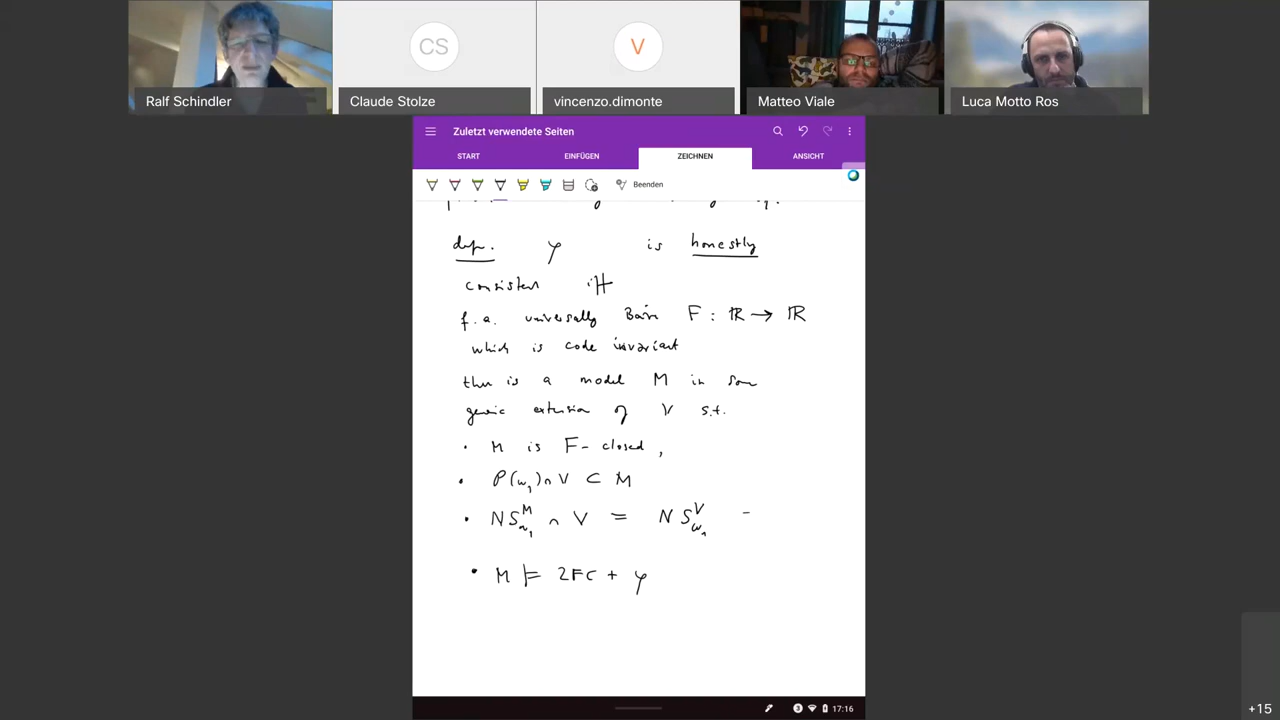 CS
V
Ralf Schindler
Claude Stolze
vincenzo.dimonte
Matteo Viale
Luca Motto Ros
Zuletzt verwendete Seiten
START
EINFÜGEN
ZEICHNEN
ANSICHT
Beenden
def. φ is honestly
consistent iff
f.a. universally Baire F : ℝ → ℝ
which is code invariant
there is a model M in some
generic extension of V s.t.
· M is F-closed,
· P(ω₁) ∩ V ⊂ M
· NS^M_ω₁ ∩ V = NS^V_ω₁ –
· M ⊨ ZFC + φ
3 17:16
+15